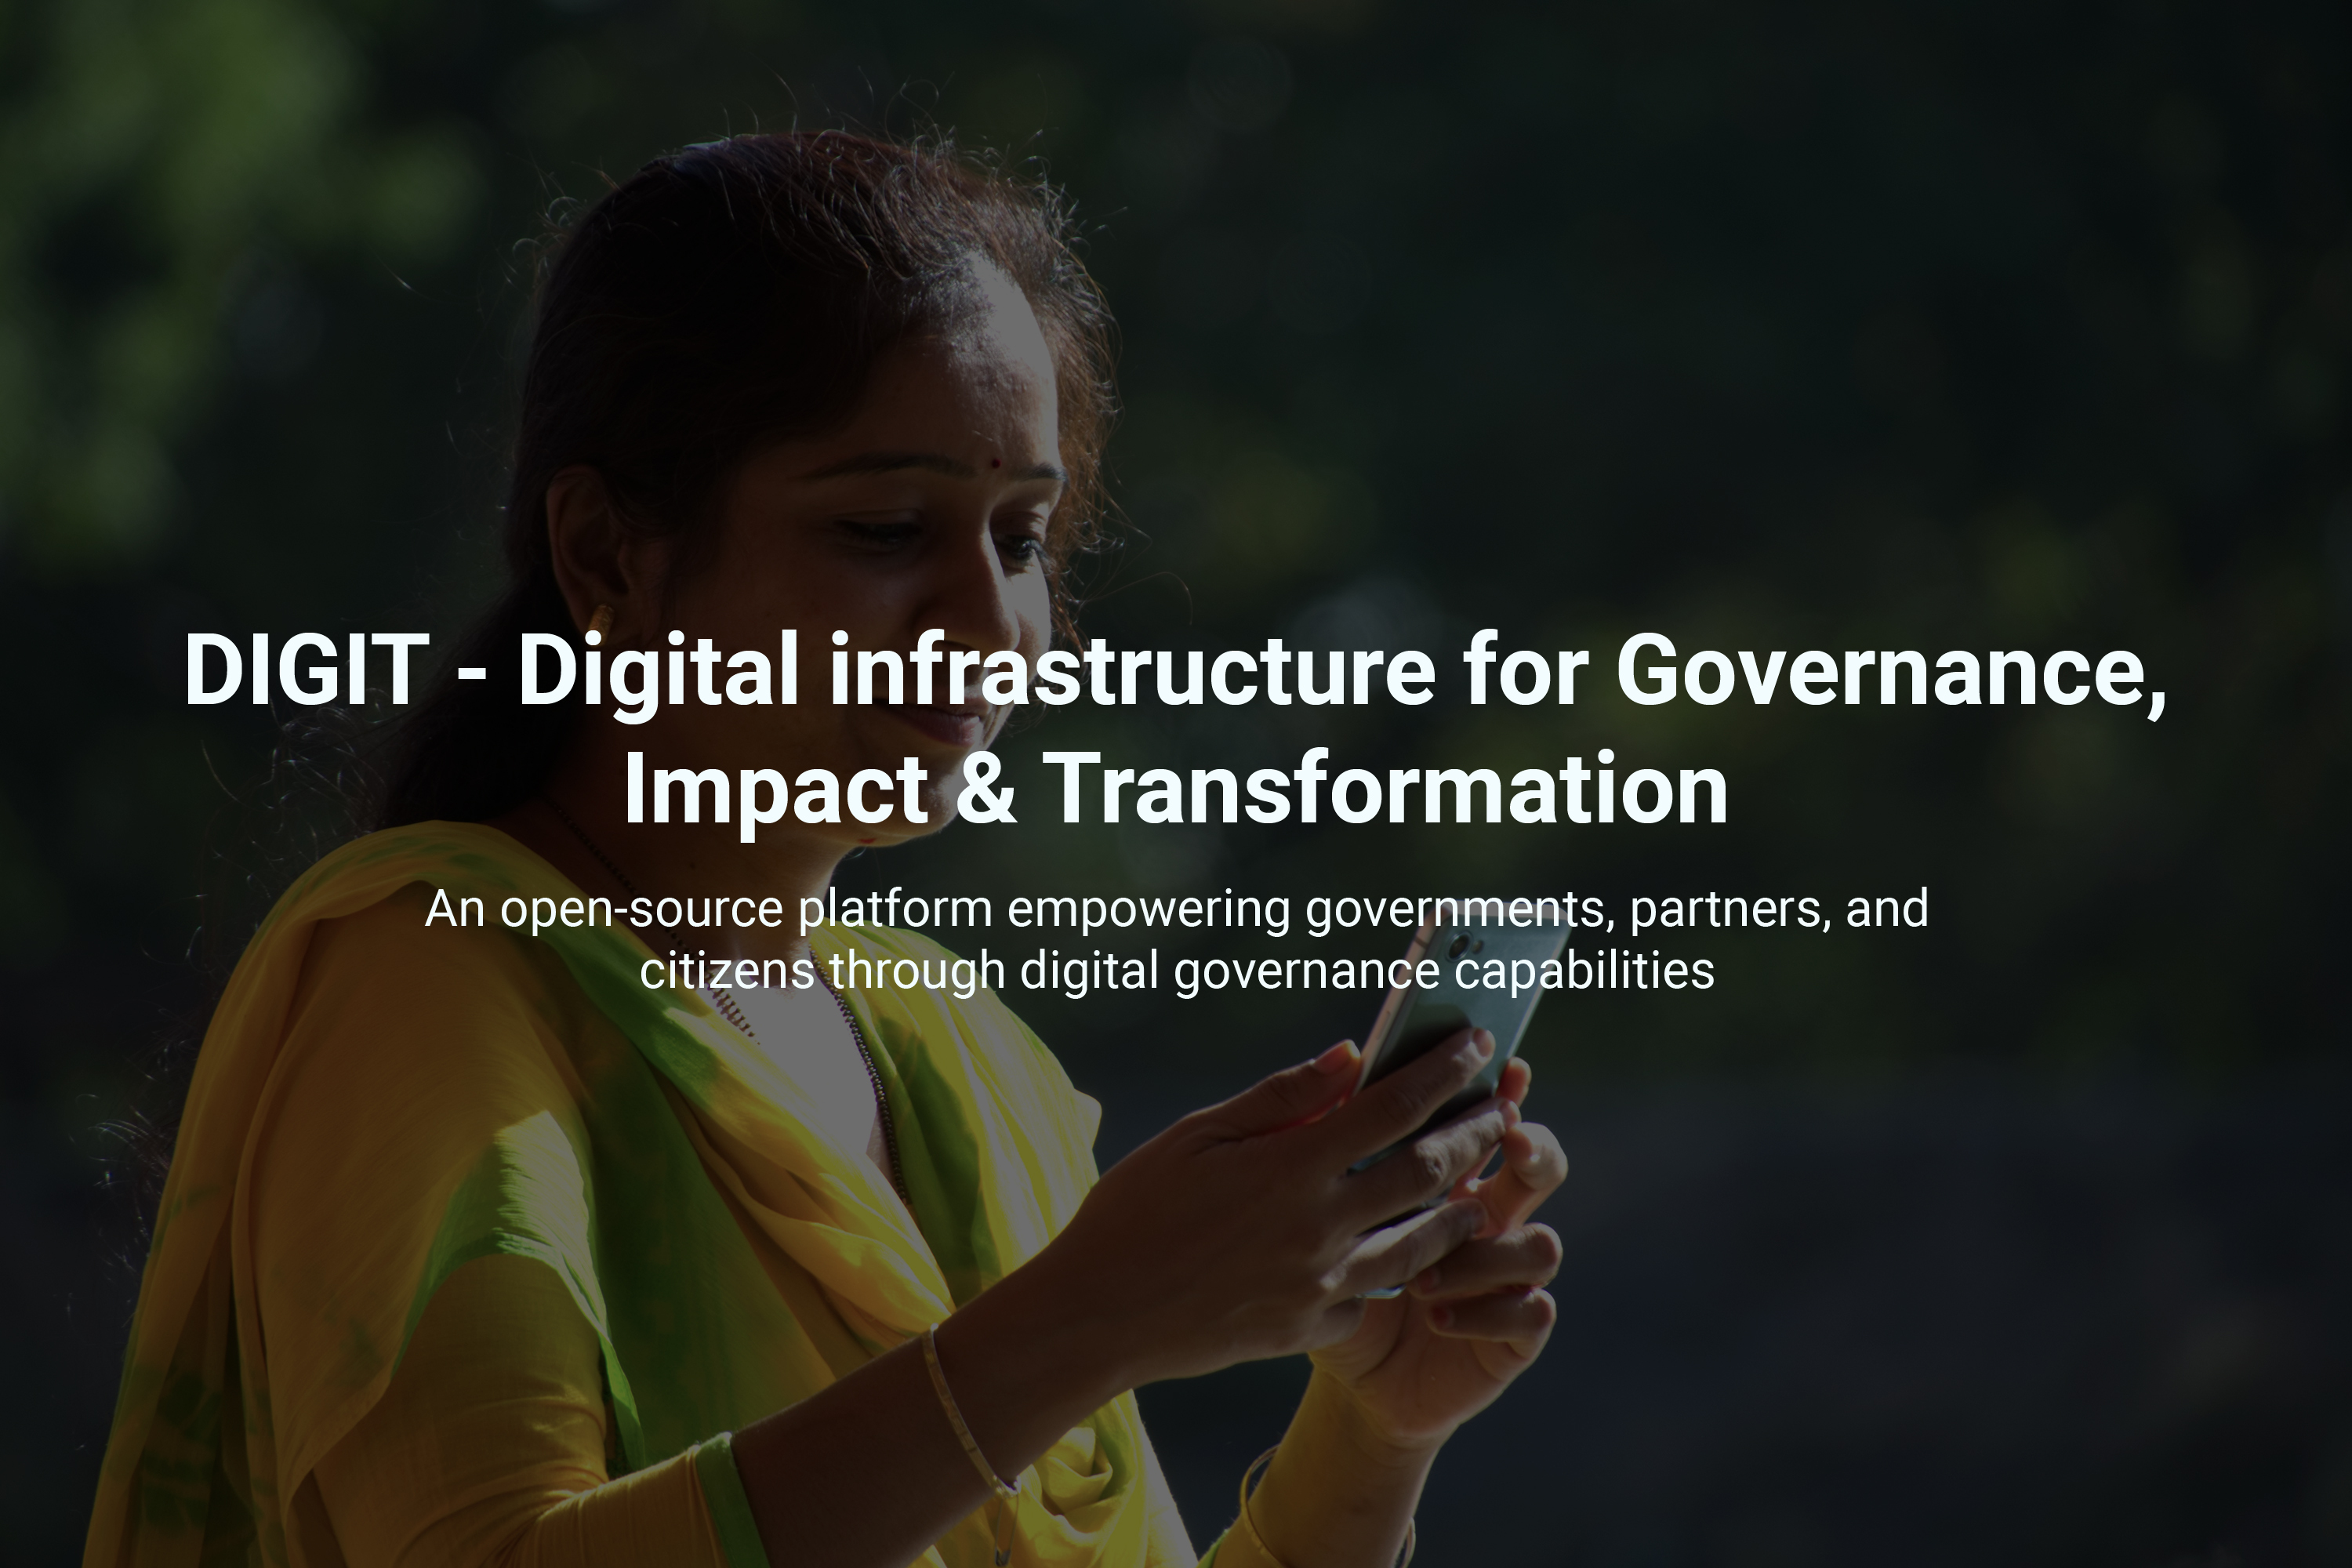 DIGIT - Digital infrastructure for Governance,
Impact & Transformation
An open-source platform empowering governments, partners, and
citizens through digital governance capabilities